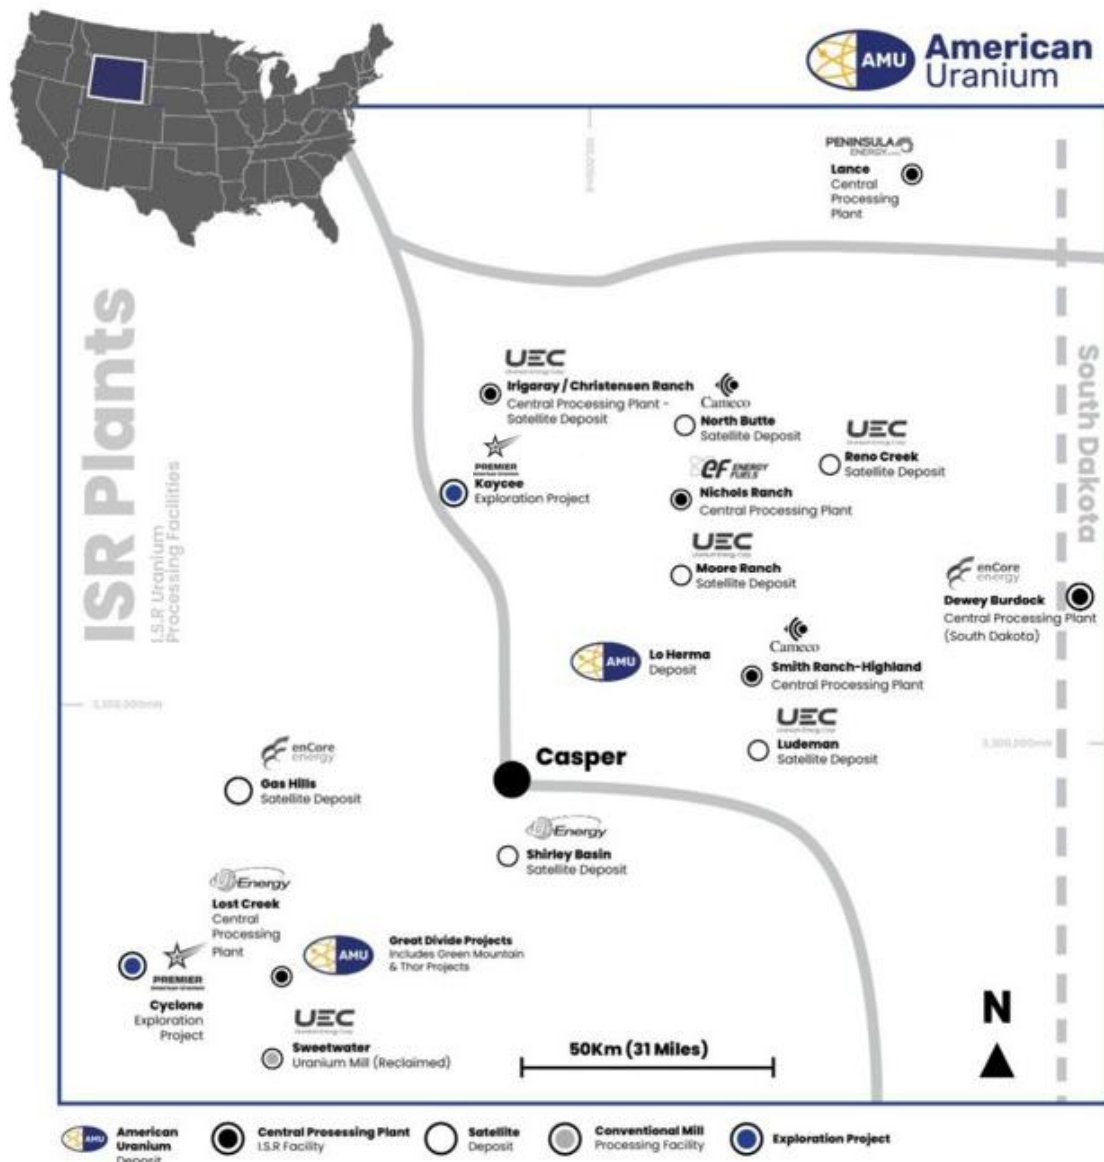 AMU
American
Uranium
PENINSULA
ENERGY
Lance
Central
Processing
Plant
ISR Plants
I.S.R Uranium
Processing Facilities
South Dakota
UEC
Irigaray / Christensen Ranch
Central Processing Plant -
Satellite Deposit
Cameco
North Butte
Satellite Deposit
UEC
Reno Creek
Satellite Deposit
PREMIER
Kaycee
Exploration Project
eF ENERGY
FUELS
Nichols Ranch
Central Processing Plant
UEC
Moore Ranch
Satellite Deposit
enCore
energy
Dewey Burdock
Central Processing Plant
(South Dakota)
AMU
Lo Herma
Deposit
Cameco
Smith Ranch-Highland
Central Processing Plant
UEC
Ludeman
Satellite Deposit
enCore
energy
Gas Hills
Satellite Deposit
Casper
Energy
Shirley Basin
Satellite Deposit
Energy
Lost Creek
Central
Processing
Plant
AMU
Great Divide Projects
Includes Green Mountain
& Thor Projects
PREMIER
Cyclone
Exploration
Project
UEC
Sweetwater
Uranium Mill (Reclaimed)
50Km (31 Miles)
N
AMU
American
Uranium
Deposit
Central Prosessing Plant
I.S.R Facility
Satellite
Deposit
Conventional Mill
Processing Facility
Exploration Project